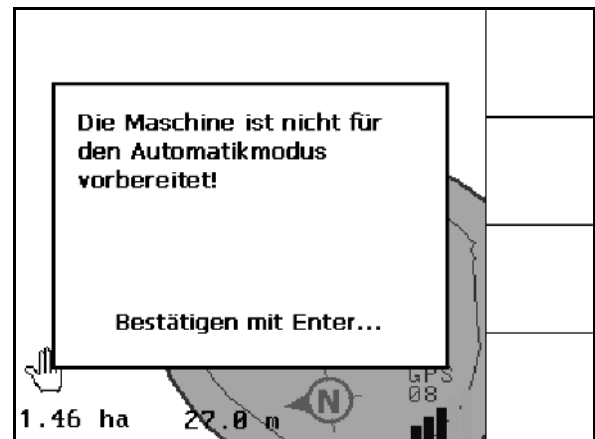 Die Maschine ist nicht für
den Automatikmodus
vorbereitet!
Bestätigen mit Enter...
GPS
08
N
1.46 ha 27.0 m